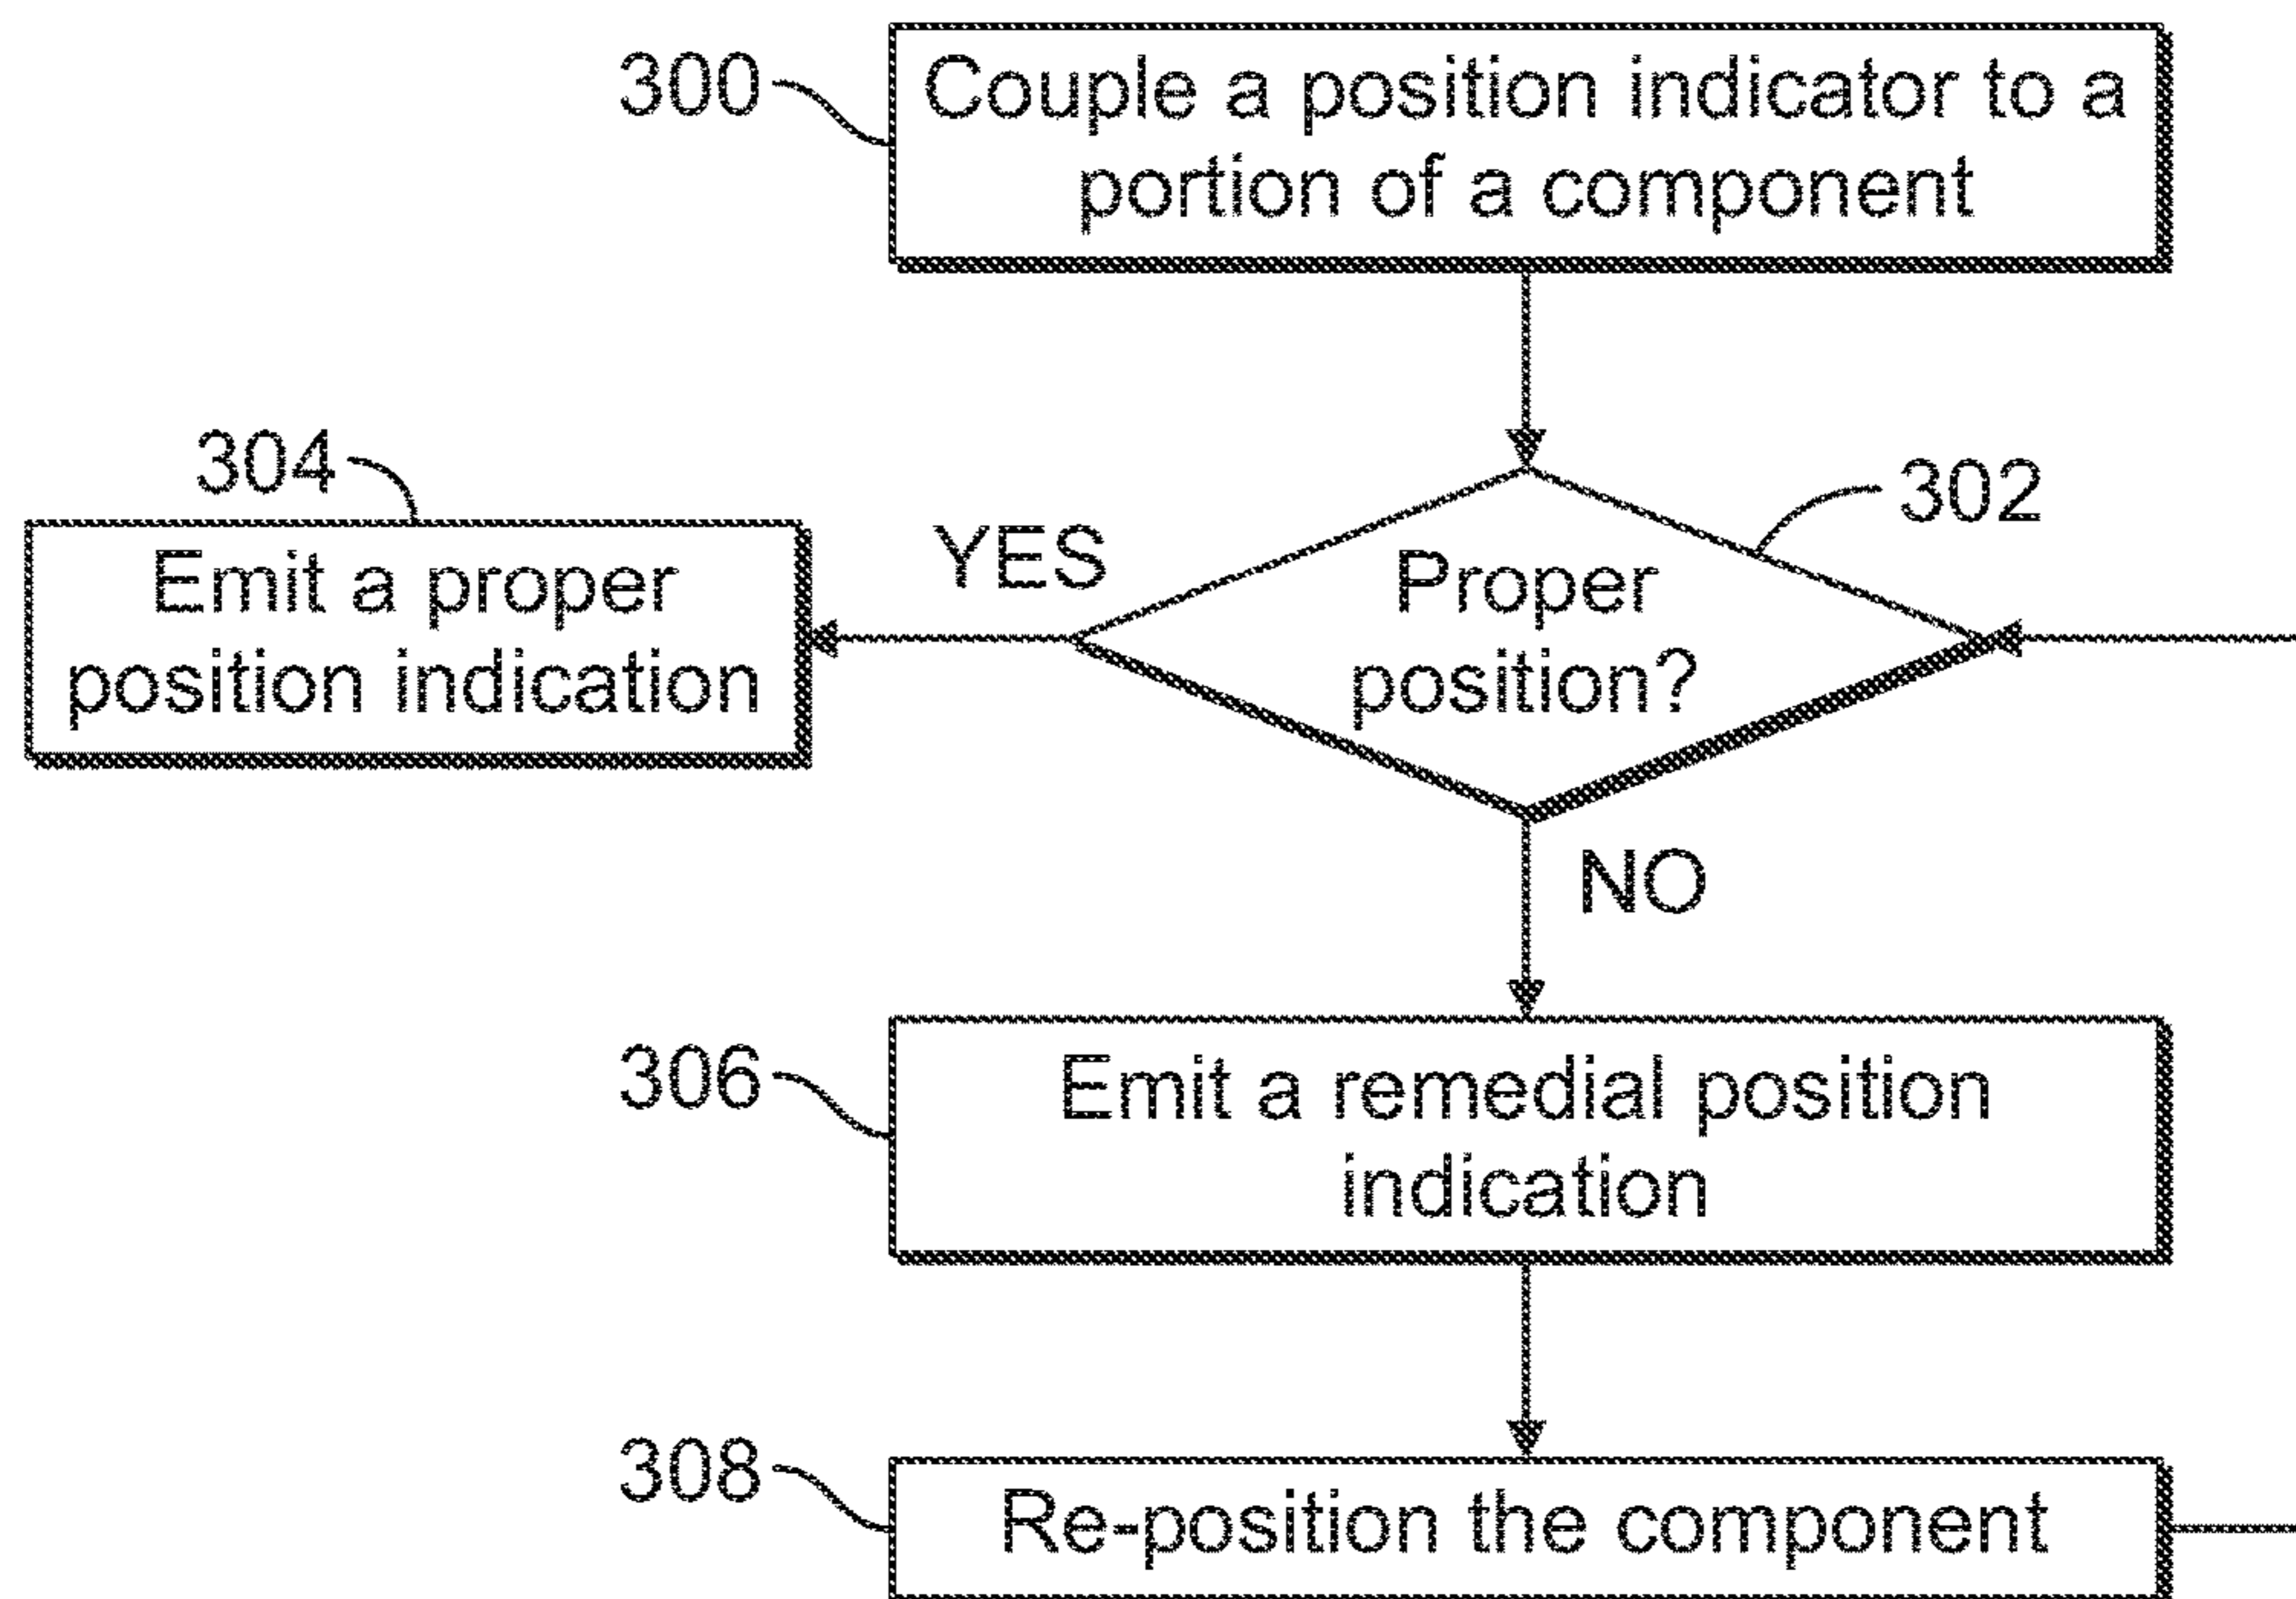 300
Couple a position indicator to a
portion of a component
304
302
YES
Proper
position?
Emit a proper
position indication
NO
306
Emit a remedial position
indication
308
Re-position the component